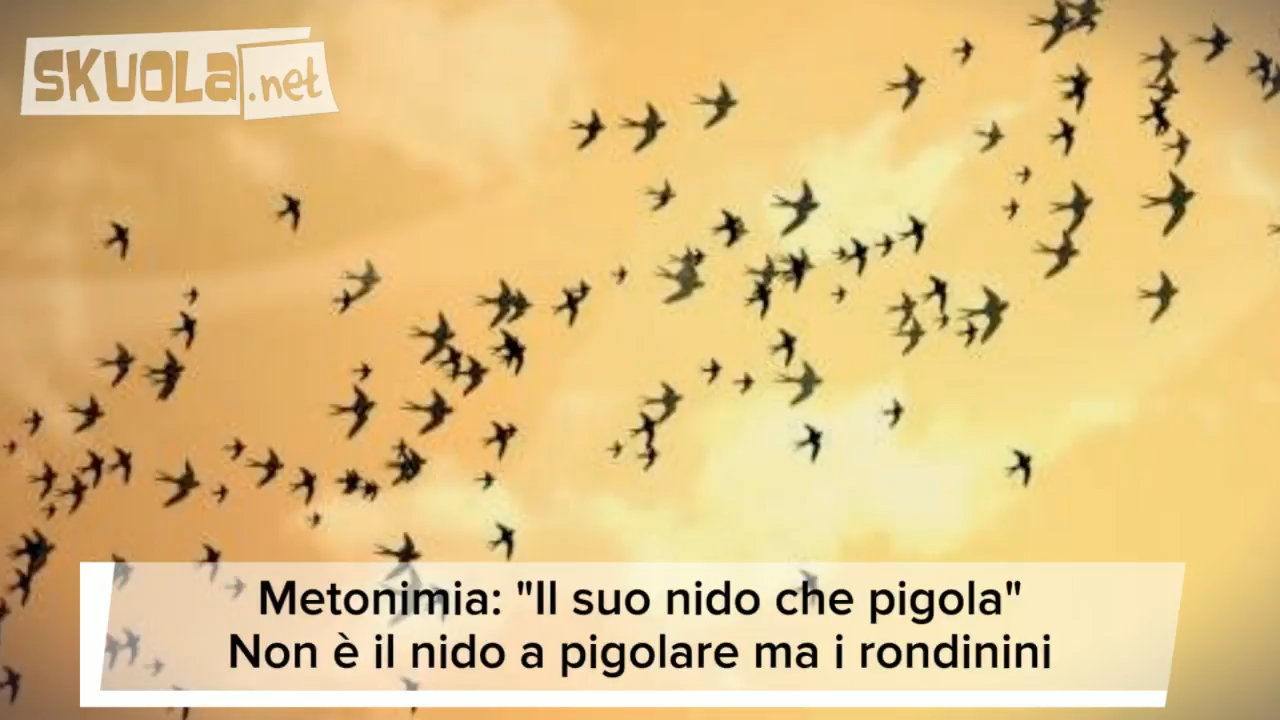 SKUOLA.net
Metonimia: "Il suo nido che pigola"
Non è il nido a pigolare ma i rondinini